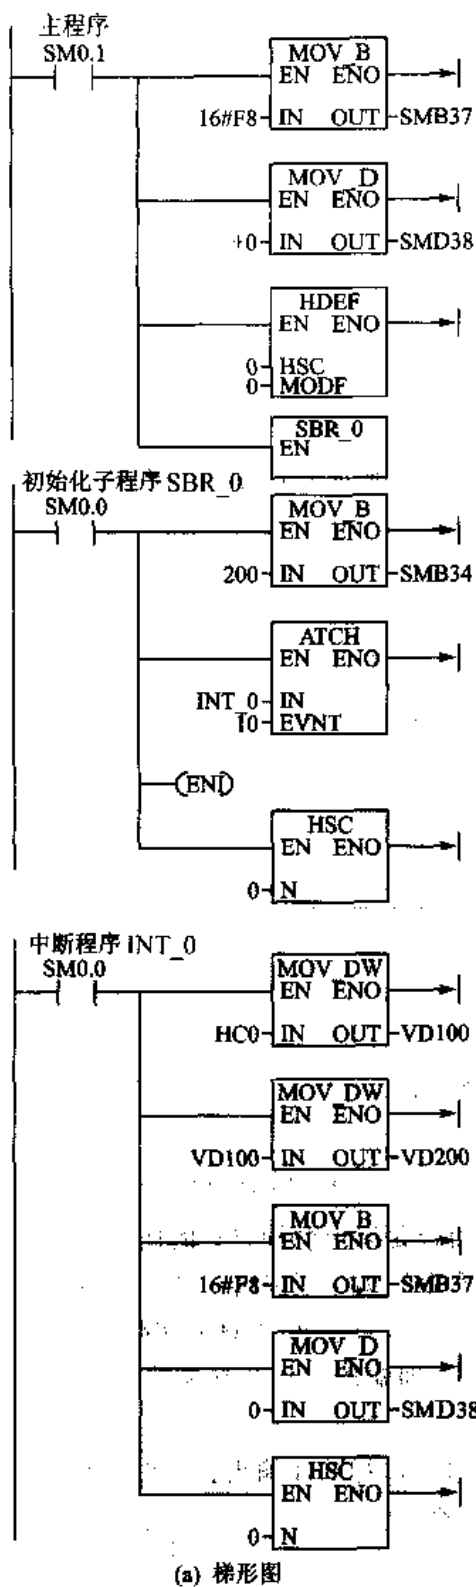 主程序
SM0.1
MOV_B
EN ENO
16#F8 IN OUT SMB37
MOV_D
EN ENO
+0 IN OUT SMD38
HDEF
EN ENO
0 HSC
0 MODE
SBR_0
EN
初始化子程序 SBR_0
SM0.0
MOV_B
EN ENO
200 IN OUT SMB34
ATCH
EN ENO
INT_0 IN
10 EVNT
(ENI)
HSC
EN ENO
0 N
中断程序 INT_0
SM0.0
MOV_DW
EN ENO
HC0 IN OUT VD100
MOV_DW
EN ENO
VD100 IN OUT VD200
MOV_B
EN ENO
16#F8 IN OUT SMB37
MOV_D
EN ENO
0 IN OUT SMD38
HSC
EN ENO
0 N
(a) 梯形图